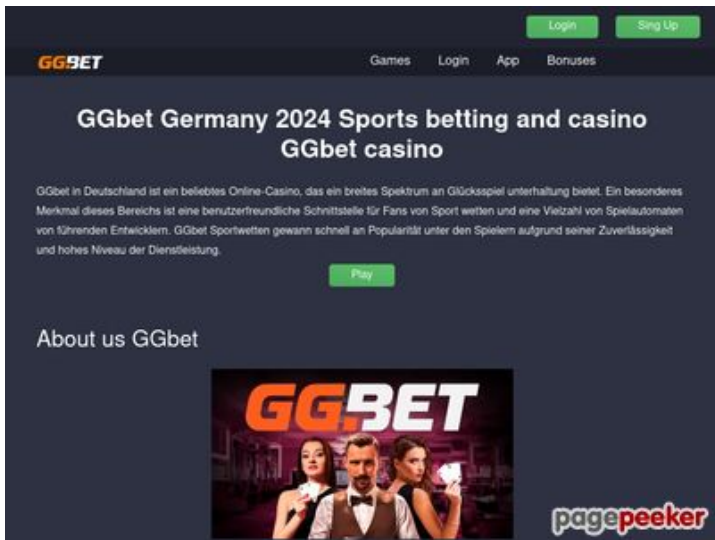 Login Sing Up
GG.BET Games Login App Bonuses
GGbet Germany 2024 Sports betting and casino
GGbet casino
GGbet in Deutschland ist ein beliebtes Online-Casino, das ein breites Spektrum an Glücksspiel unterhaltung bietet. Ein besonderes
Merkmal dieses Bereichs ist eine benutzerfreundliche Schnittstelle für Fans von Sport wetten und eine Vielzahl von Spielautomaten
von führenden Entwicklern. GGbet Sportwetten gewann schnell an Popularität unter den Spielern aufgrund seiner Zuverlässigkeit
und hohes Niveau der Dienstleistung.
Play
About us GGbet
GG.BET
pagepeeker